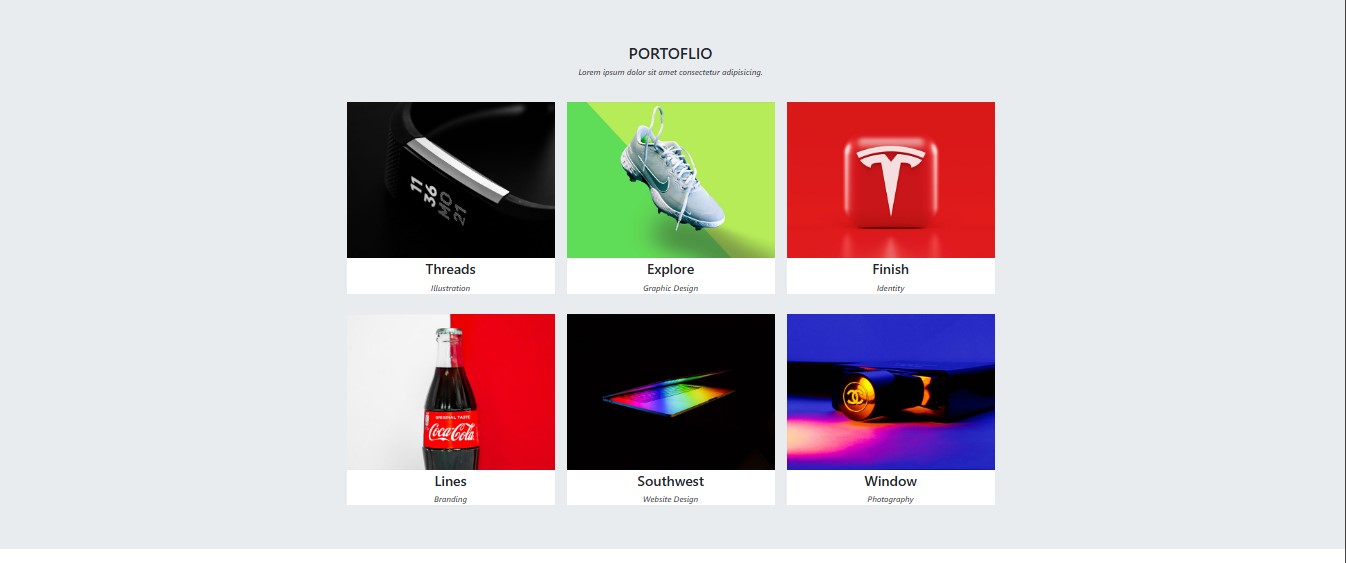 PORTOFLIO
Lorem ipsum dolor sit amet consectetur adipisicing.
11
36
MO
21
Threads
Illustration
Explore
Graphic Design
Finish
Identity
ORIGINAL TASTE
Coca-Cola
Lines
Branding
Southwest
Website Design
Window
Photography